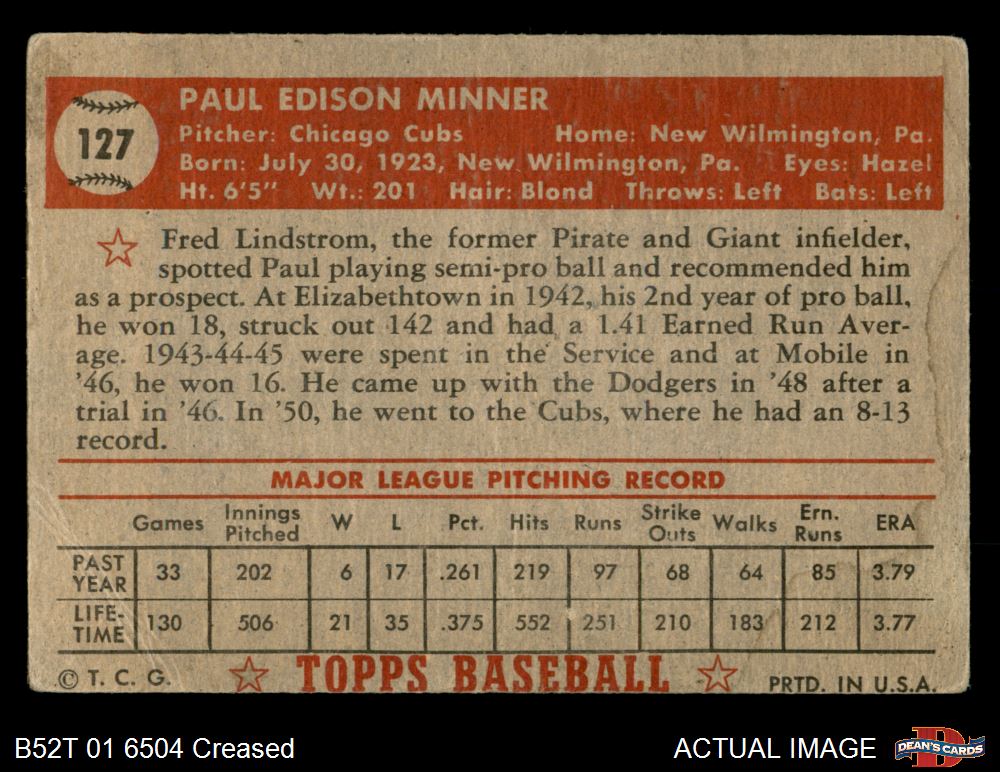 127
PAUL EDISON MINNER
Pitcher: Chicago Cubs Home: New Wilmington, Pa.
Born: July 30, 1923, New Wilmington, Pa. Eyes: Hazel
Ht. 6'5" Wt.: 201 Hair: Blond Throws: Left Bats: Left
Fred Lindstrom, the former Pirate and Giant infielder,
spotted Paul playing semi-pro ball and recommended him
as a prospect. At Elizabethtown in 1942, his 2nd year of pro ball,
he won 18, struck out 142 and had a 1.41 Earned Run Aver-
age. 1943-44-45 were spent in the Service and at Mobile in
'46, he won 16. He came up with the Dodgers in '48 after a
trial in '46. In '50, he went to the Cubs, where he had an 8-13
record.
MAJOR LEAGUE PITCHING RECORD
Games Innings Pitched W L Pct. Hits Runs Strike Outs Walks Ern. Runs ERA
PAST YEAR 33 202 6 17 .261 219 97 68 64 85 3.79
LIFE-TIME 130 506 21 35 .375 552 251 210 183 212 3.77
© T. C. G. TOPPS BASEBALL PRTD. IN U.S.A.
B52T 01 6504 Creased ACTUAL IMAGE DEAN'S CARDS